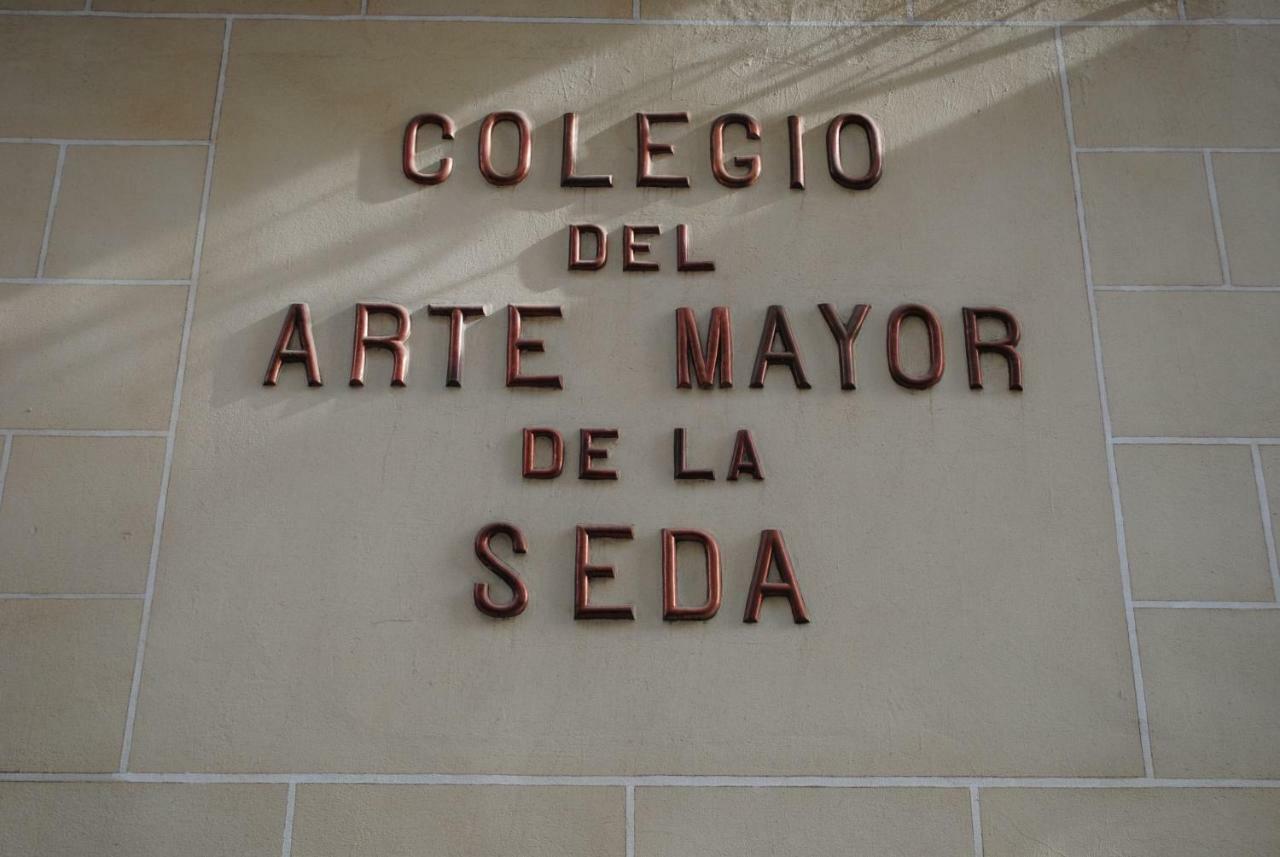 COLEGIO
DEL
ARTE MAYOR
DE LA
SEDA